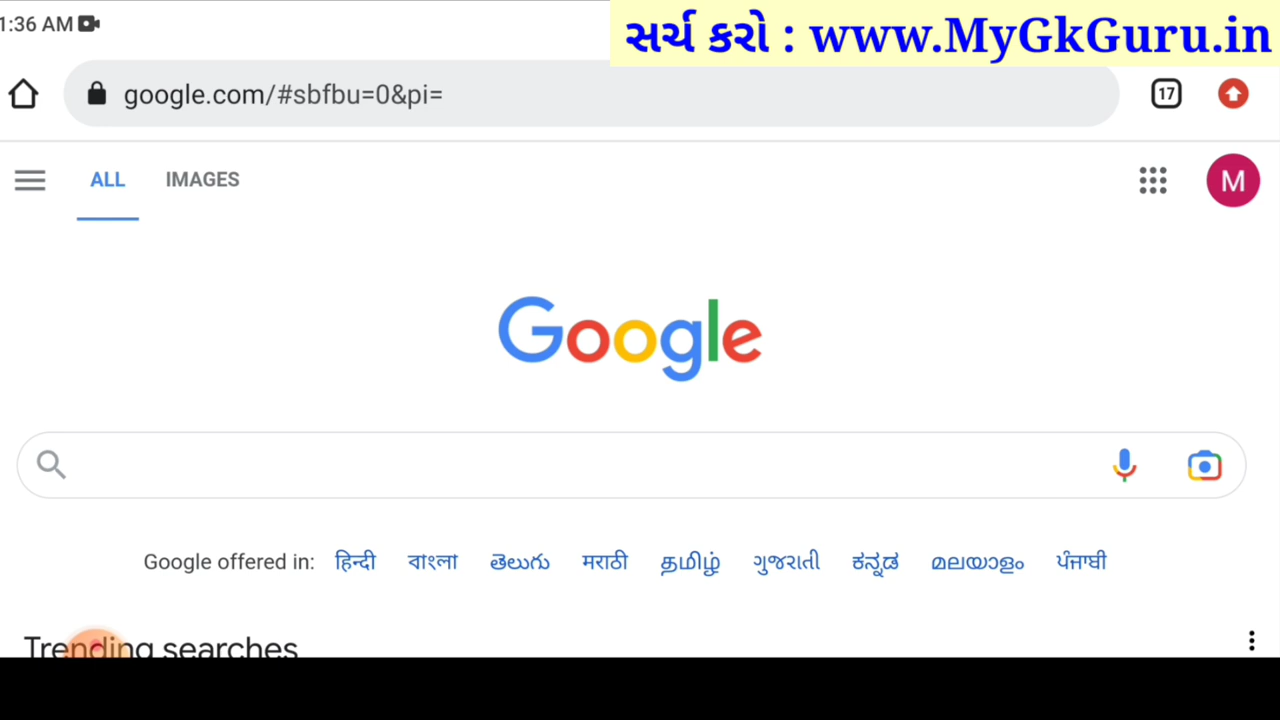 1:36 AM
સર્ચ કરો : www.MyGkGuru.in
google.com/#sbfbu=0&pi=
17
ALL IMAGES
M
Google
Google offered in: हिन्दी বাংলা తెలుగు मराठी தமிழ் ગુજરાતી ಕನ್ನಡ മലയാളം ਪੰਜਾਬੀ
Trending searches